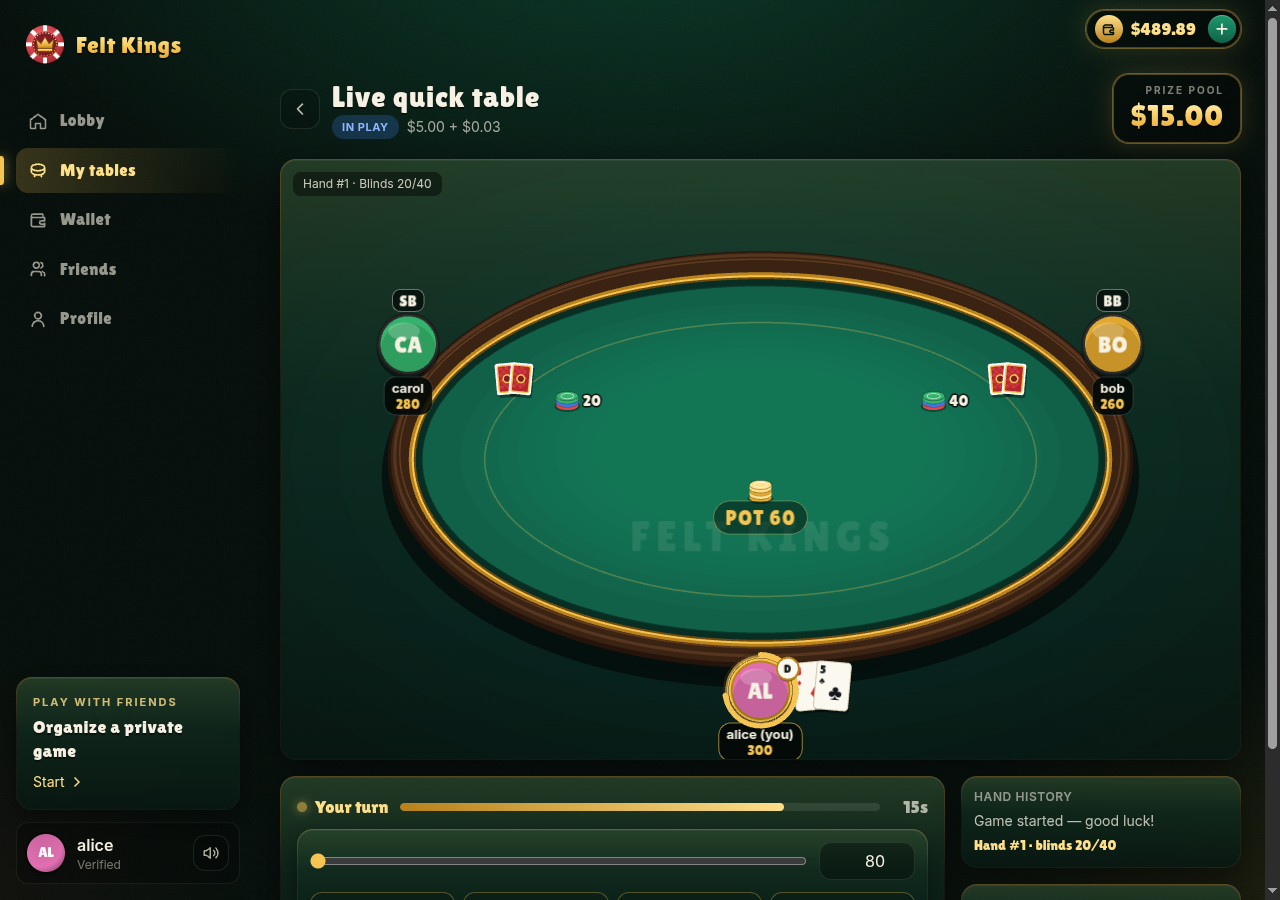 Felt Kings
$489.89
Lobby
My tables
Wallet
Friends
Profile
PLAY WITH FRIENDS
Organize a private
game
Start
AL
alice
Verified
Live quick table
IN PLAY
$5.00 + $0.03
PRIZE POOL
$15.00
Hand #1 · Blinds 20/40
SB
CA
carol
280
20
BB
BO
bob
260
40
POT 60
FELT KINGS
AL
D
5
alice (you)
300
Your turn
15s
80
HAND HISTORY
Game started — good luck!
Hand #1 · blinds 20/40